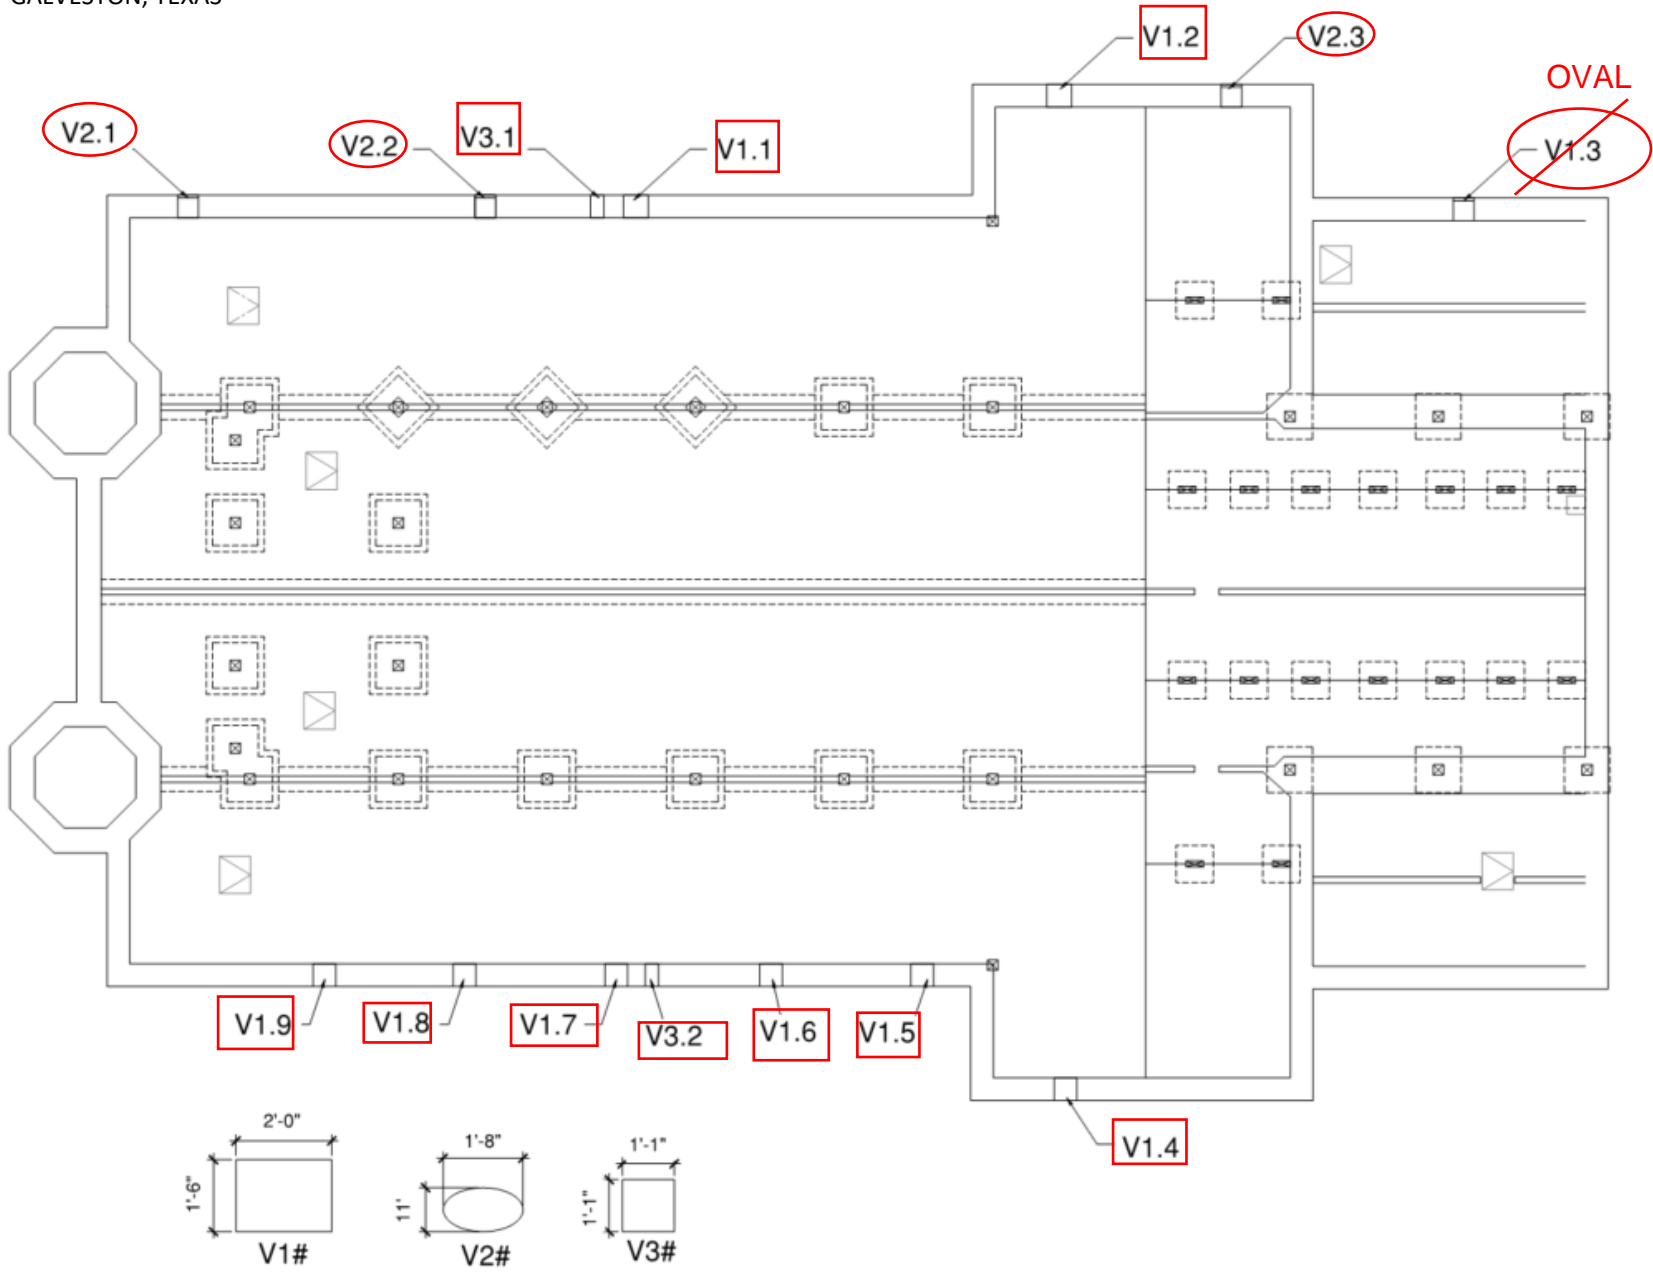 GALVESTON, TEXAS
V1.2
V2.3
OVAL
V2.1
V2.2
V3.1
V1.1
V1.3
V1.9
V1.8
V1.7
V3.2
V1.6
V1.5
V1.4
2'-0"
1'-6"
V1#
1'-8"
11'
V2#
1'-1"
1'-1"
V3#